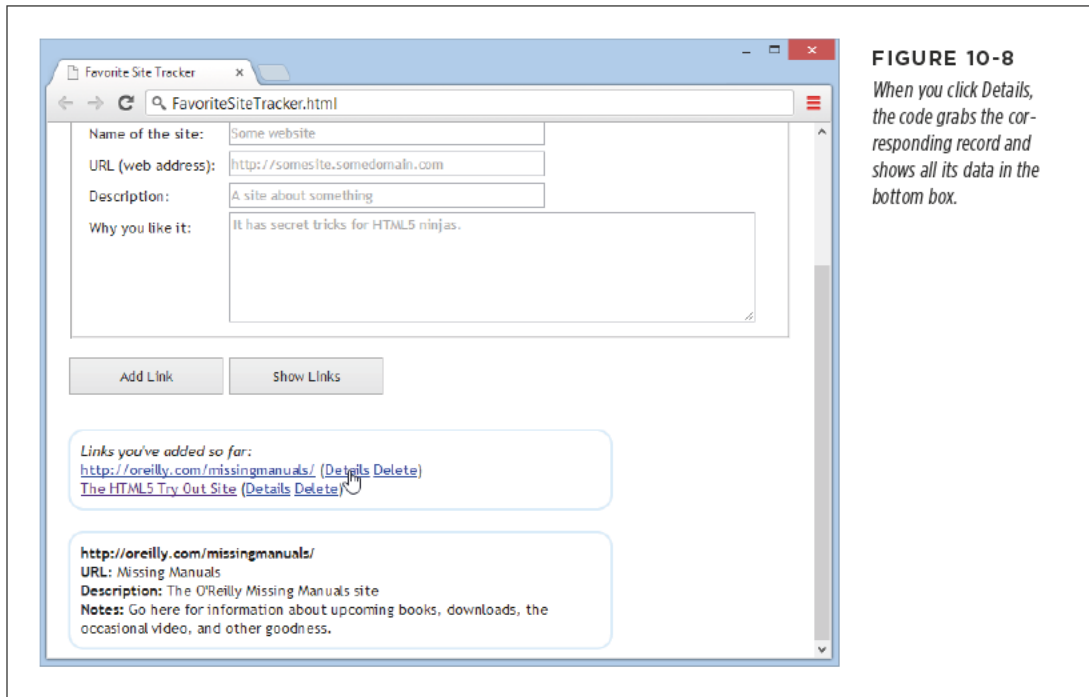 Favorite Site Tracker
FavoriteSiteTracker.html
Name of the site:
Some website
URL (web address):
http://somesite.somedomain.com
Description:
A site about something
Why you like it:
It has secret tricks for HTML5 ninjas.
Add Link
Show Links
Links you've added so far:
http://oreilly.com/missingmanuals/ (Details Delete)
The HTML5 Try Out Site (Details Delete)
http://oreilly.com/missingmanuals/
URL: Missing Manuals
Description: The O'Reilly Missing Manuals site
Notes: Go here for information about upcoming books, downloads, the
occasional video, and other goodness.
FIGURE 10-8
When you click Details,
the code grabs the cor-
responding record and
shows all its data in the
bottom box.